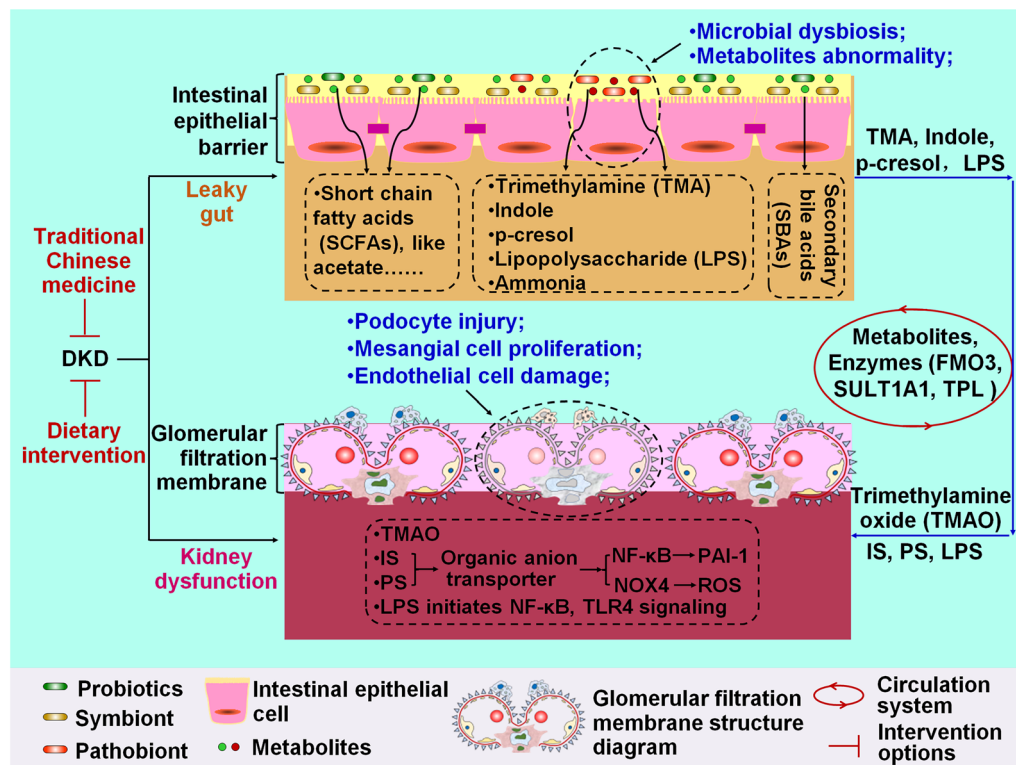 •Microbial dysbiosis;
•Metabolites abnormality;
Intestinal
epithelial
barrier
TMA, Indole,
p-cresol, LPS
Leaky
gut
•Short chain
fatty acids
(SCFAs), like
acetate……
•Trimethylamine (TMA)
•Indole
•p-cresol
•Lipopolysaccharide (LPS)
•Ammonia
Secondary
bile acids
(SBAs)
Traditional
Chinese
medicine
DKD
Dietary
intervention
•Podocyte injury;
•Mesangial cell proliferation;
•Endothelial cell damage;
Metabolites,
Enzymes (FMO3,
SULT1A1, TPL )
Glomerular
filtration
membrane
Trimethylamine
oxide (TMAO)
IS, PS, LPS
Kidney
dysfunction
•TMAO
•IS
•PS
Organic anion
transporter
NF-κB
PAI-1
NOX4
ROS
•LPS initiates NF-κB, TLR4 signaling
Probiotics
Symbiont
Pathobiont
Intestinal epithelial
cell
Metabolites
Glomerular filtration
membrane structure
diagram
Circulation
system
Intervention
options